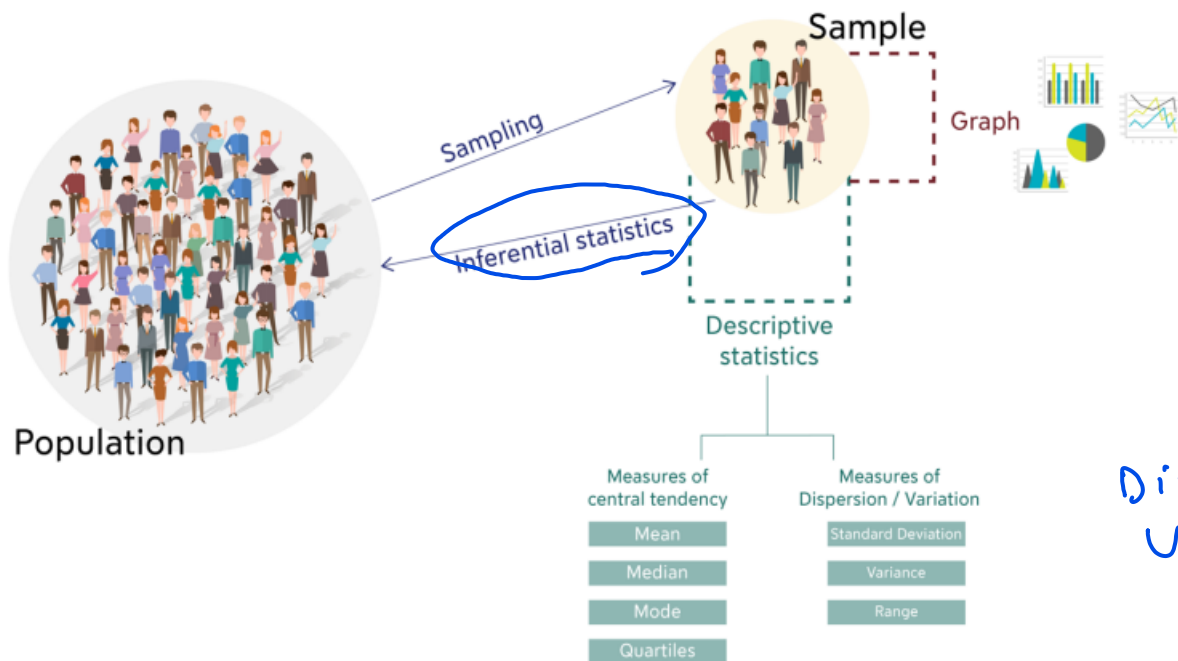 Sample
Graph
Sampling
Inferential statistics
Descriptive
statistics
Population
Measures of
central tendency
Mean
Median
Mode
Quartiles
Measures of
Dispersion / Variation
Standard Deviation
Variance
Range
Di